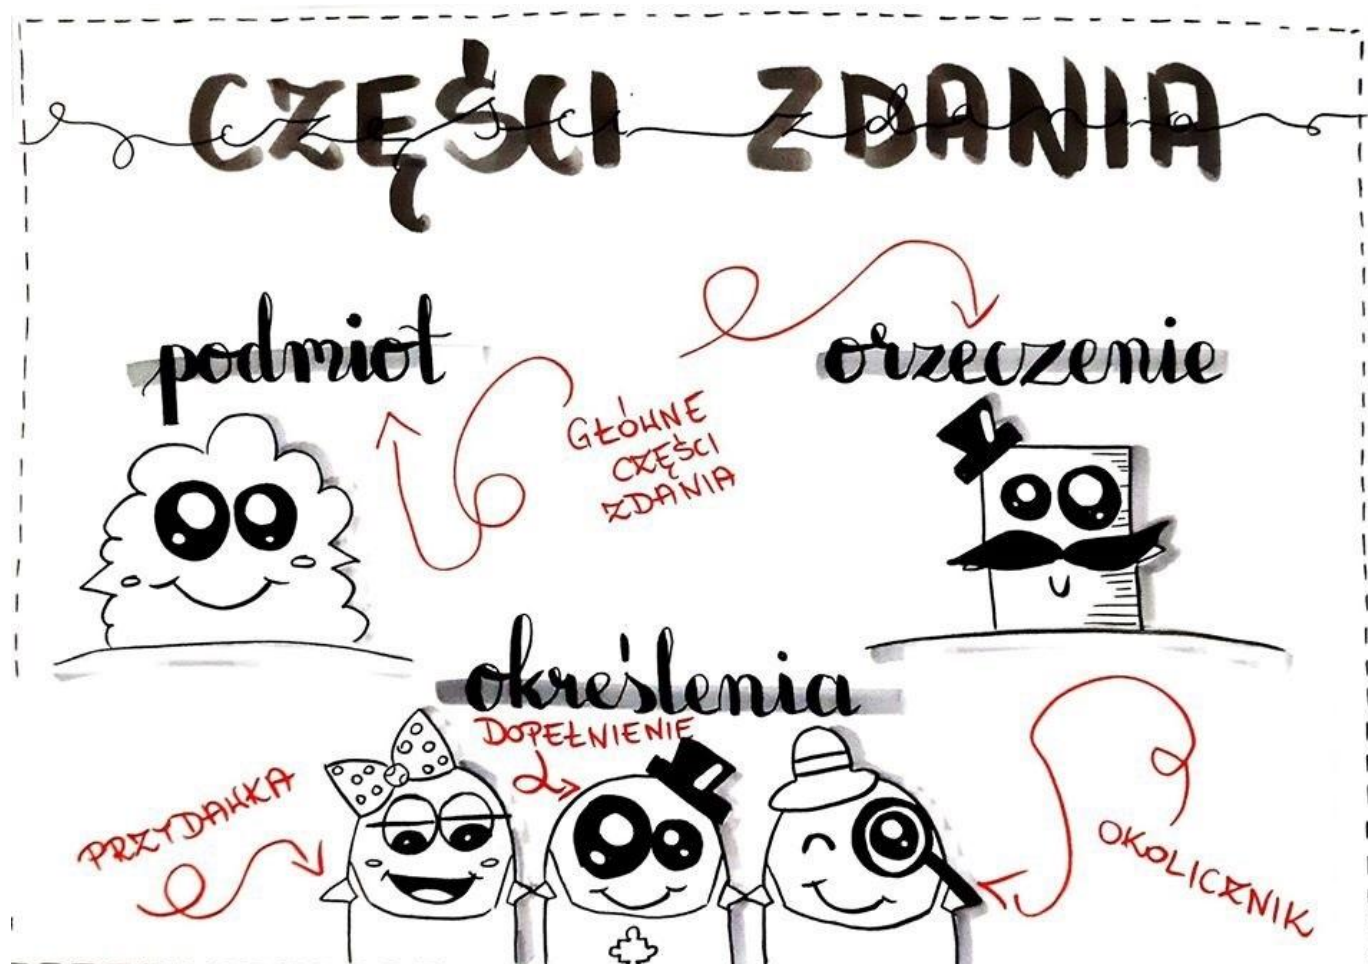 CZĘŚCI ZDANIA
podmiot
orzeczenie
GŁÓWNE
CZĘŚCI
ZDANIA
określenia
DOPEŁNIENIE
PRZYDAWKA
OKOLICZNIK